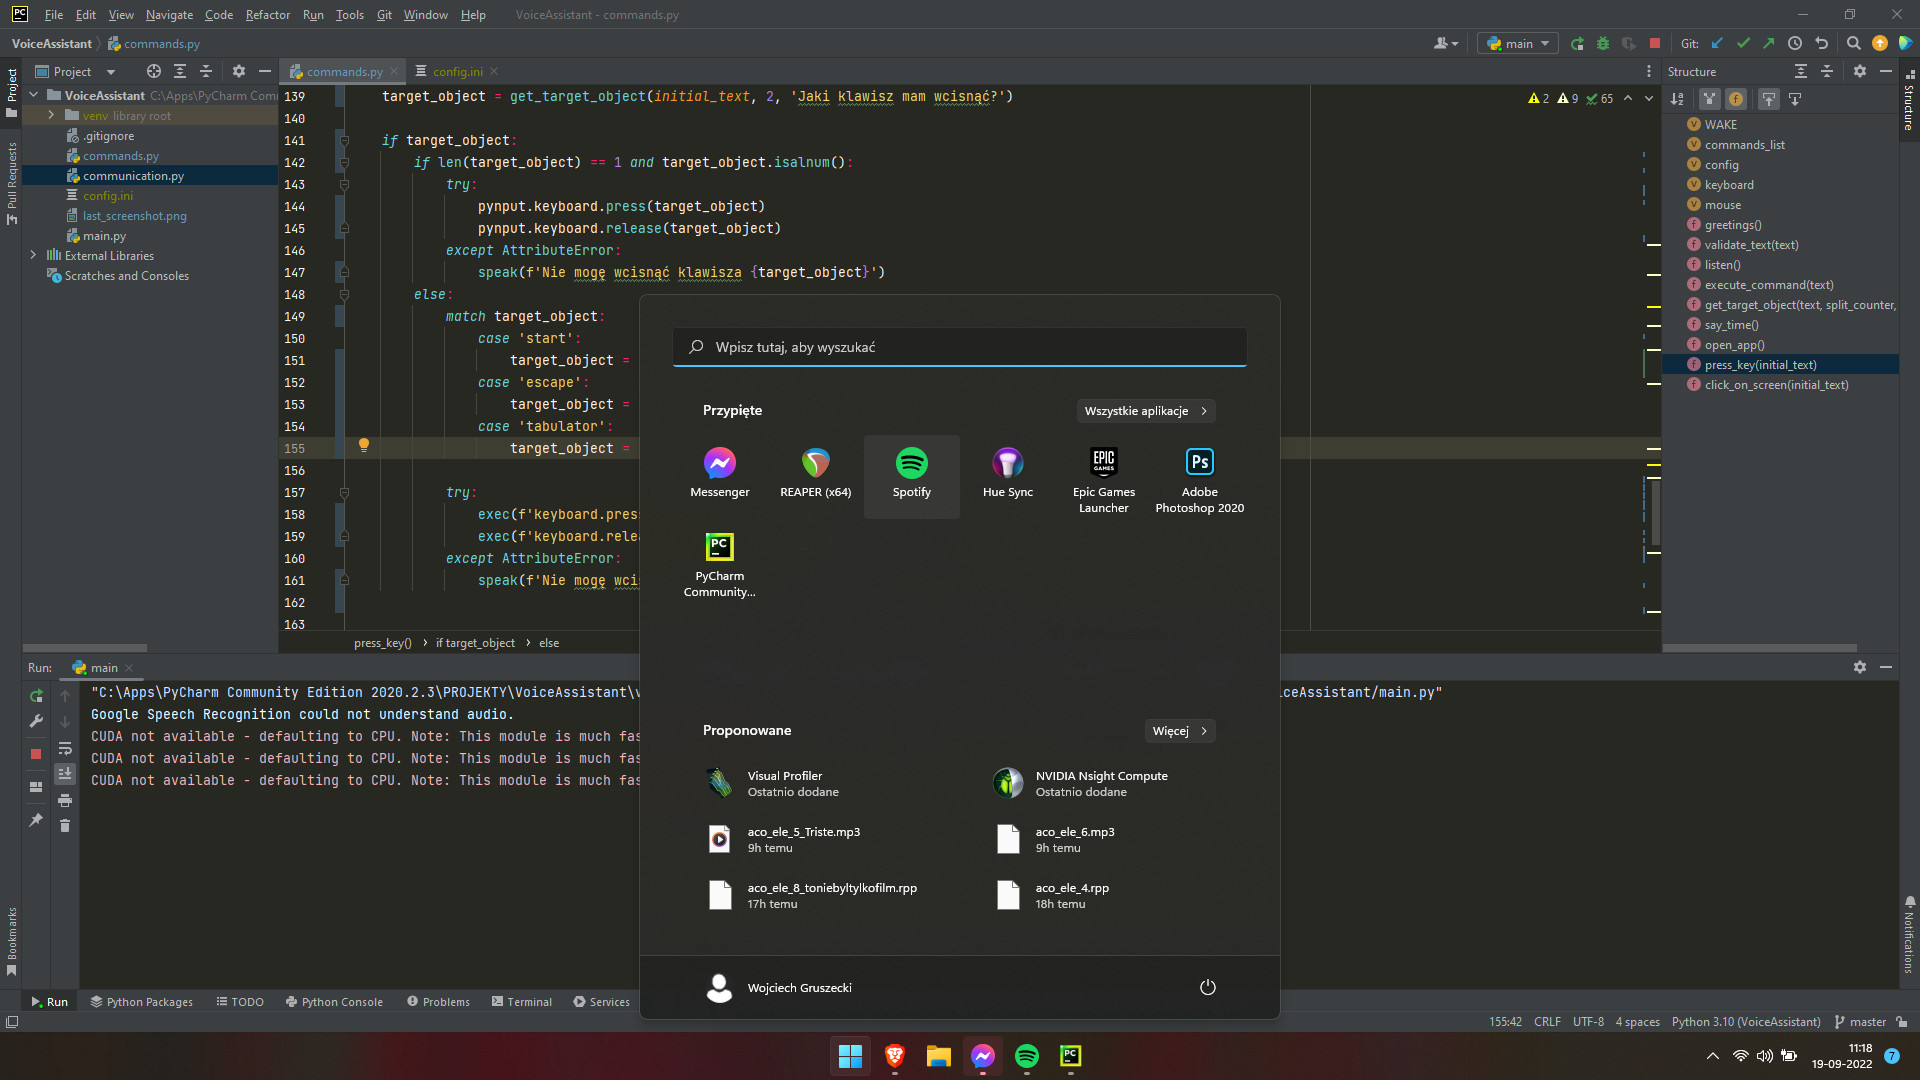 File Edit View Navigate Code Refactor Run Tools Git Window Help VoiceAssistant - commands.py
VoiceAssistant commands.py main Git:
Project commands.py config.ini Structure
VoiceAssistant C:\Apps\PyCharm Com
venv library root
.gitignore
commands.py
communication.py
config.ini
last_screenshot.png
main.py
External Libraries
Scratches and Consoles
Project
Pull Requests
Bookmarks
139 target_object = get_target_object(initial_text, 2, 'Jaki klawisz mam wcisnąć?')
140
141 if target_object:
142 if len(target_object) == 1 and target_object.isalnum():
143 try:
144 pynput.keyboard.press(target_object)
145 pynput.keyboard.release(target_object)
146 except AttributeError:
147 speak(f'Nie mogę wcisnąć klawisza {target_object}')
148 else:
149 match target_object:
150 case 'start':
151 target_object =
152 case 'escape':
153 target_object =
154 case 'tabulator':
155 target_object =
156
157 try:
158 exec(f'keyboard.pres
159 exec(f'keyboard.rele
160 except AttributeError:
161 speak(f'Nie mogę wci
162
163
2 9 65
press_key() if target_object else
WAKE
commands_list
config
keyboard
mouse
greetings()
validate_text(text)
listen()
execute_command(text)
get_target_object(text, split_counter,
say_time()
open_app()
press_key(initial_text)
click_on_screen(initial_text)
Structure
Notifications
Wpisz tutaj, aby wyszukać
Przypięte Wszystkie aplikacje
Messenger
REAPER (x64)
Spotify
Hue Sync
Epic Games
Launcher
Adobe
Photoshop 2020
PyCharm
Community...
Proponowane Więcej
Visual Profiler
Ostatnio dodane
NVIDIA Nsight Compute
Ostatnio dodane
aco_ele_5_Triste.mp3
9h temu
aco_ele_6.mp3
9h temu
aco_ele_8_toniebyltylkofilm.rpp
17h temu
aco_ele_4.rpp
18h temu
Wojciech Gruszecki
Run: main
"C:\Apps\PyCharm Community Edition 2020.2.3\PROJEKTY\VoiceAssistant\v
iceAssistant/main.py"
Google Speech Recognition could not understand audio.
CUDA not available - defaulting to CPU. Note: This module is much fas
CUDA not available - defaulting to CPU. Note: This module is much fas
CUDA not available - defaulting to CPU. Note: This module is much fas
Run Python Packages TODO Python Console Problems Terminal Services
155:42 CRLF UTF-8 4 spaces Python 3.10 (VoiceAssistant) master
11:18
19-09-2022
7